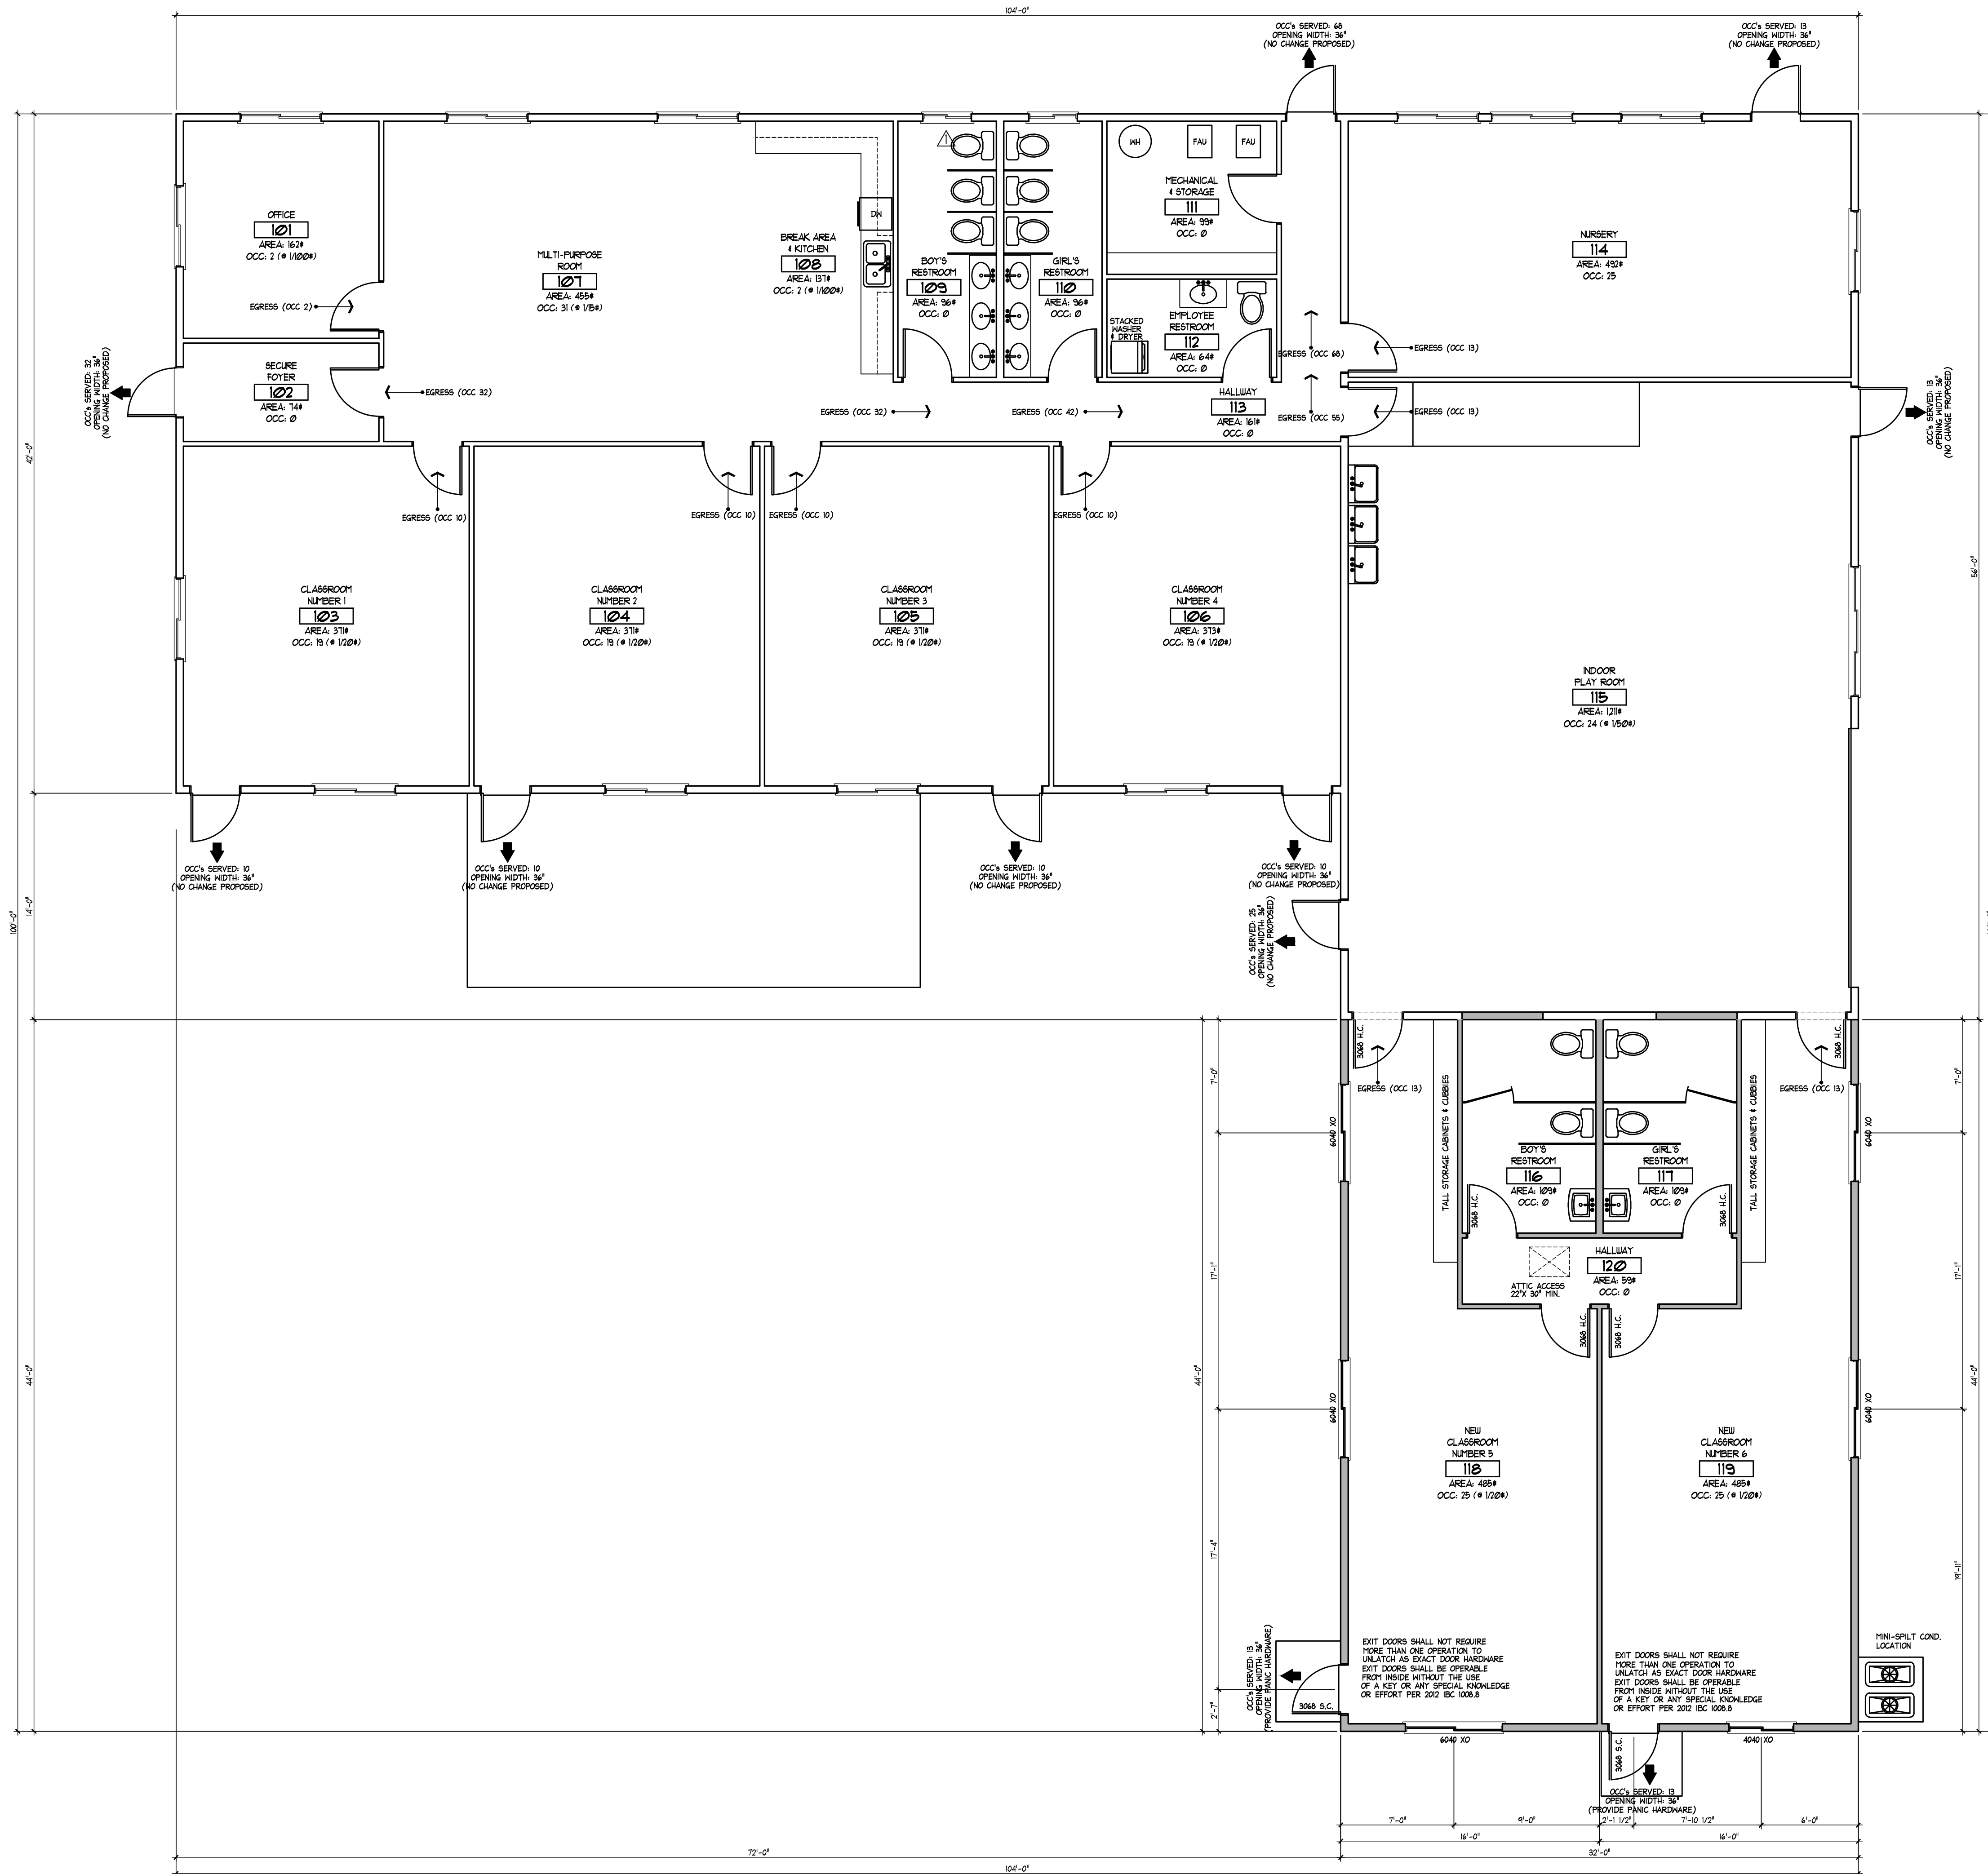 104'-0"
OCC's SERVED: 68
OPENING WIDTH: 36"
(NO CHANGE PROPOSED)
OCC's SERVED: 13
OPENING WIDTH: 36"
(NO CHANGE PROPOSED)
OFFICE
101
AREA: 162#
OCC: 2 (@ 1/100#)
EGRESS (OCC 2)
MULTI-PURPOSE
ROOM
107
AREA: 455#
OCC: 31 (@ 1/15#)
BREAK AREA
& KITCHEN
108
AREA: 137#
OCC: 2 (@ 1/100#)
DW
BOY'S
RESTROOM
109
AREA: 96#
OCC: 0
GIRL'S
RESTROOM
110
AREA: 96#
OCC: 0
WH
FAU
FAU
MECHANICAL
& STORAGE
111
AREA: 99#
OCC: 0
EMPLOYEE
RESTROOM
112
AREA: 64#
OCC: 0
STACKED
WASHER
& DRYER
NURSERY
114
AREA: 492#
OCC: 25
EGRESS (OCC 68)
EGRESS (OCC 13)
SECURE
FOYER
102
AREA: 74#
OCC: 0
OCC's SERVED: 32
OPENING WIDTH: 36"
(NO CHANGE PROPOSED)
EGRESS (OCC 32)
EGRESS (OCC 32)
EGRESS (OCC 42)
HALLWAY
113
AREA: 161#
OCC: 0
EGRESS (OCC 55)
EGRESS (OCC 13)
OCC's SERVED: 13
OPENING WIDTH: 36"
(NO CHANGE PROPOSED)
42'-0"
EGRESS (OCC 10)
EGRESS (OCC 10)
EGRESS (OCC 10)
EGRESS (OCC 10)
56'-0"
CLASSROOM
NUMBER 1
103
AREA: 371#
OCC: 19 (@ 1/20#)
CLASSROOM
NUMBER 2
104
AREA: 371#
OCC: 19 (@ 1/20#)
CLASSROOM
NUMBER 3
105
AREA: 371#
OCC: 19 (@ 1/20#)
CLASSROOM
NUMBER 4
106
AREA: 373#
OCC: 19 (@ 1/20#)
INDOOR
PLAY ROOM
115
AREA: 1,211#
OCC: 24 (@ 1/50#)
OCC's SERVED: 10
OPENING WIDTH: 36"
(NO CHANGE PROPOSED)
OCC's SERVED: 10
OPENING WIDTH: 36"
(NO CHANGE PROPOSED)
OCC's SERVED: 10
OPENING WIDTH: 36"
(NO CHANGE PROPOSED)
OCC's SERVED: 10
OPENING WIDTH: 36"
(NO CHANGE PROPOSED)
OCC's SERVED: 25
OPENING WIDTH: 36"
(NO CHANGE PROPOSED)
100'-0"
14'-0"
3068 H.C.
3068 H.C.
EGRESS (OCC 13)
EGRESS (OCC 13)
7'-0"
7'-0"
6040 XO
6040 XO
TALL STORAGE CABINETS & CUBBIES
TALL STORAGE CABINETS & CUBBIES
BOY'S
RESTROOM
116
AREA: 109#
OCC: 0
GIRL'S
RESTROOM
117
AREA: 109#
OCC: 0
3068 H.C.
3068 H.C.
HALLWAY
120
AREA: 59#
OCC: 0
ATTIC ACCESS
22"X 30" MIN.
17'-1"
17'-1"
3068 H.C.
3068 H.C.
44'-0"
44'-0"
44'-0"
6040 XO
6040 XO
NEW
CLASSROOM
NUMBER 5
118
AREA: 485#
OCC: 25 (@ 1/20#)
NEW
CLASSROOM
NUMBER 6
119
AREA: 485#
OCC: 25 (@ 1/20#)
17'-4"
19'-11"
EXIT DOORS SHALL NOT REQUIRE
MORE THAN ONE OPERATION TO
UNLATCH AS EXACT DOOR HARDWARE
EXIT DOORS SHALL BE OPERABLE
FROM INSIDE WITHOUT THE USE
OF A KEY OR ANY SPECIAL KNOWLEDGE
OR EFFORT PER 2012 IBC 1008.8
EXIT DOORS SHALL NOT REQUIRE
MORE THAN ONE OPERATION TO
UNLATCH AS EXACT DOOR HARDWARE
EXIT DOORS SHALL BE OPERABLE
FROM INSIDE WITHOUT THE USE
OF A KEY OR ANY SPECIAL KNOWLEDGE
OR EFFORT PER 2012 IBC 1008.8
MINI-SPILT COND.
LOCATION
OCC's SERVED: 13
OPENING WIDTH: 36"
(PROVIDE PANIC HARDWARE)
2'-7"
3068 S.C.
6040 XO
3068 S.C.
4040 XO
OCC's SERVED: 13
OPENING WIDTH: 36"
(PROVIDE PANIC HARDWARE)
7'-0"
9'-0"
2'-1 1/2"
7'-10 1/2"
6'-0"
16'-0"
16'-0"
72'-0"
32'-0"
104'-0"